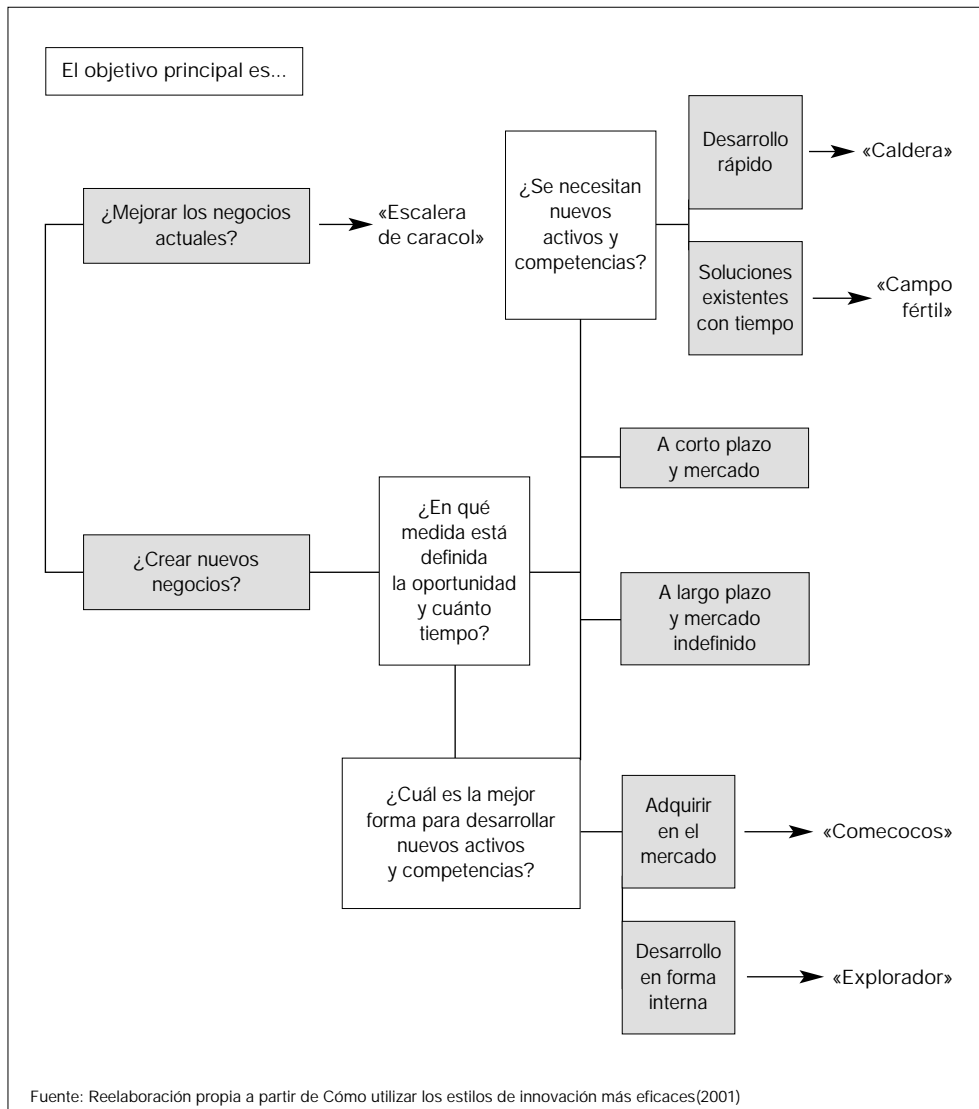 El objetivo principal es...
¿Mejorar los negocios
actuales?
«Escalera
de caracol»
¿Se necesitan
nuevos
activos y
competencias?
Desarrollo
rápido
«Caldera»
Soluciones
existentes
con tiempo
«Campo
fértil»
A corto plazo
y mercado
¿Crear nuevos
negocios?
¿En qué
medida está
definida
la oportunidad
y cuánto
tiempo?
A largo plazo
y mercado
indefinido
¿Cuál es la mejor
forma para desarrollar
nuevos activos
y competencias?
Adquirir
en el
mercado
«Comecocos»
Desarrollo
en forma
interna
«Explorador»
Fuente: Reelaboración propia a partir de Cómo utilizar los estilos de innovación más eficaces(2001)